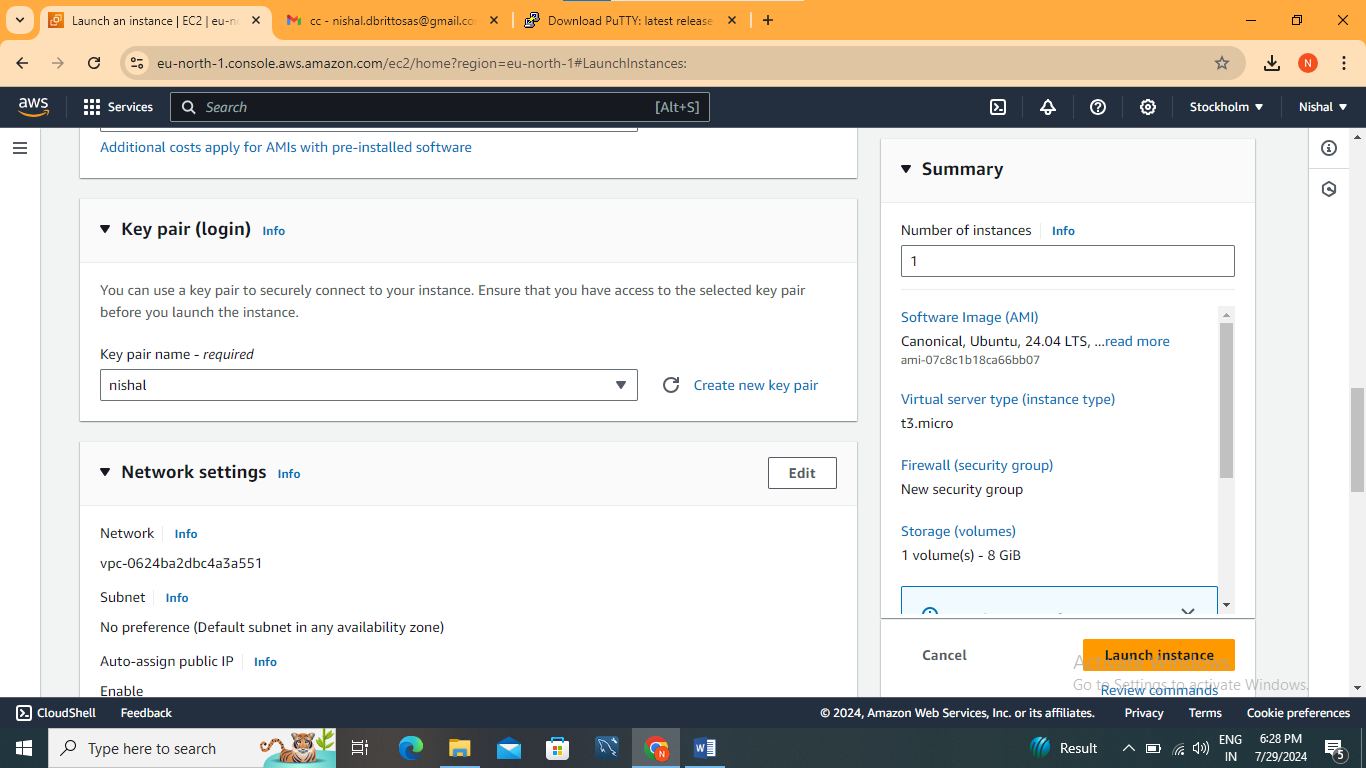 Launch an instance | EC2 | eu-n
cc - nishal.dbrittosas@gmail.co
Download PuTTY: latest release
eu-north-1.console.aws.amazon.com/ec2/home?region=eu-north-1#LaunchInstances:
N
aws
Services
Search
[Alt+S]
Stockholm
Nishal
Additional costs apply for AMIs with pre-installed software
Key pair (login) Info
You can use a key pair to securely connect to your instance. Ensure that you have access to the selected key pair
before you launch the instance.
Key pair name - required
nishal
Create new key pair
Network settings Info
Edit
Network Info
vpc-0624ba2dbc4a3a551
Subnet Info
No preference (Default subnet in any availability zone)
Auto-assign public IP Info
Enable
Summary
Number of instances Info
1
Software Image (AMI)
Canonical, Ubuntu, 24.04 LTS, ...read more
ami-07c8c1b18ca66bb07
Virtual server type (instance type)
t3.micro
Firewall (security group)
New security group
Storage (volumes)
1 volume(s) - 8 GiB
Cancel
Launch instance
Review commands
Activate Windows
Go to Settings to activate Windows.
CloudShell
Feedback
© 2024, Amazon Web Services, Inc. or its affiliates.
Privacy
Terms
Cookie preferences
Type here to search
N
Result
ENG
IN
6:28 PM
7/29/2024
5